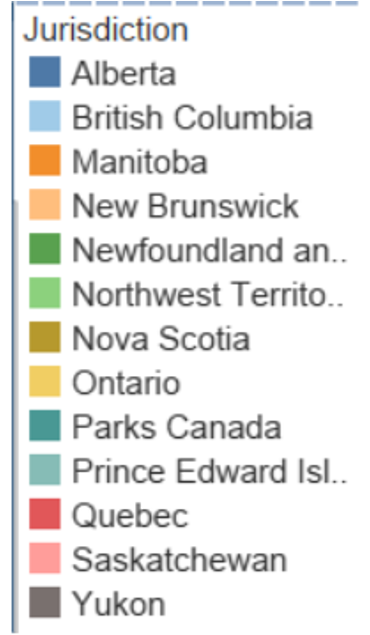 Jurisdiction
Alberta
British Columbia
Manitoba
New Brunswick
Newfoundland an..
Northwest Territo..
Nova Scotia
Ontario
Parks Canada
Prince Edward Isl..
Quebec
Saskatchewan
Yukon